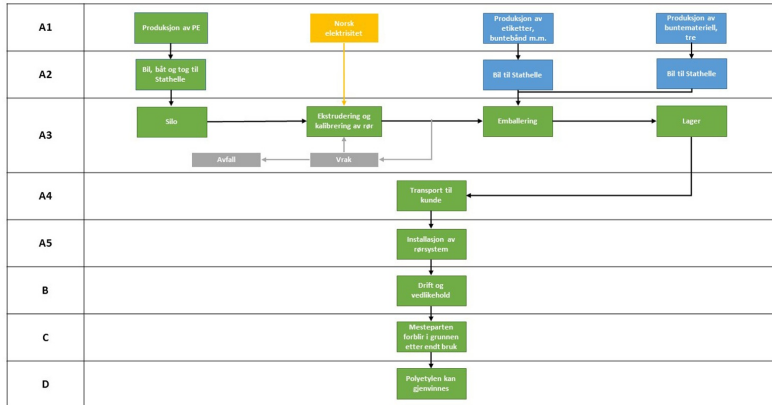 A1
Produksjon av PE
Norsk
elektrisitet
Produksjon av
etiketter,
buntebånd m.m.
Produksjon av
buntemateriell,
tre
A2
Bil, båt og tog til
Stathelle
Bil til Stathelle
Bil til Stathelle
A3
Silo
Ekstrudering og
kalibrering av rør
Emballering
Lager
Avfall
Vrak
A4
Transport til
kunde
A5
Installasjon av
rørsystem
B
Drift og
vedlikehold
C
Mesteparten
forblir i grunnen
etter endt bruk
D
Polyetylen kan
gjenvinnes